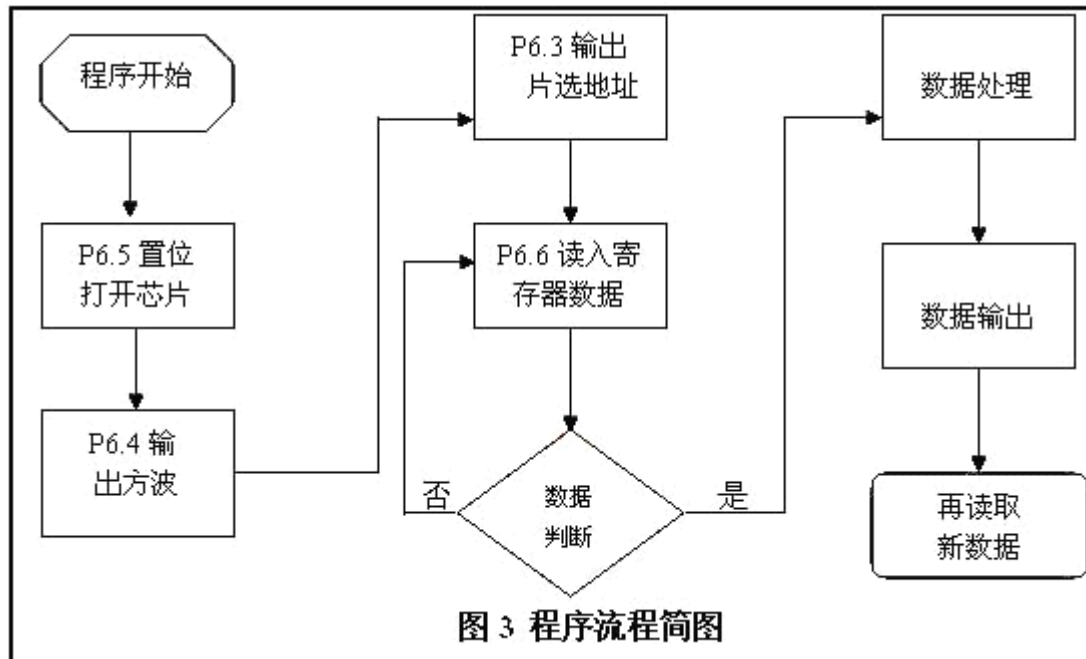 程序开始
P6.5 置位
打开芯片
P6.4 输
出方波
P6.3 输出
片选地址
P6.6 读入寄
存器数据
数据
判断
否
是
数据处理
数据输出
再读取
新数据
图 3 程序流程简图